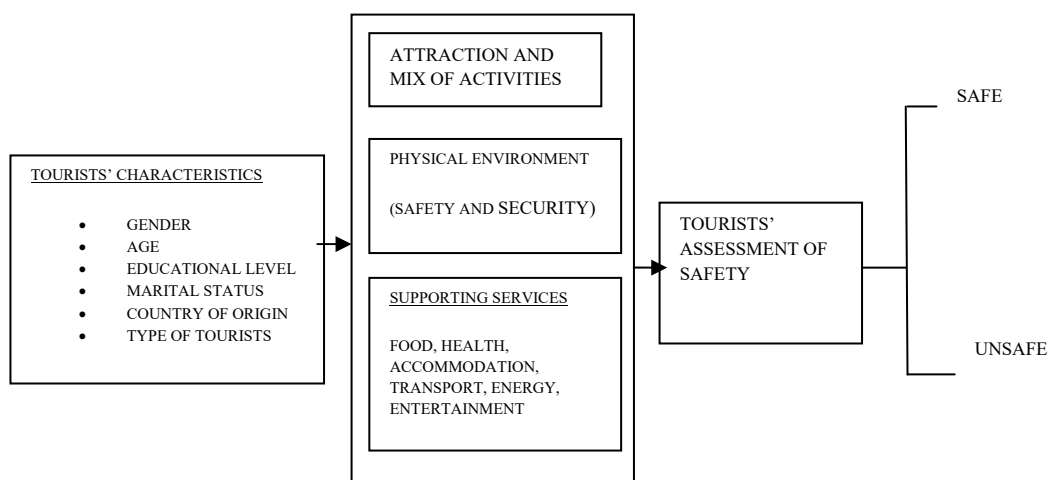 TOURISTS’ CHARACTERISTICS
• GENDER
• AGE
• EDUCATIONAL LEVEL
• MARITAL STATUS
• COUNTRY OF ORIGIN
• TYPE OF TOURISTS
ATTRACTION AND
MIX OF ACTIVITIES
PHYSICAL ENVIRONMENT
(SAFETY AND SECURITY)
SUPPORTING SERVICES
FOOD, HEALTH,
ACCOMMODATION,
TRANSPORT, ENERGY,
ENTERTAINMENT
TOURISTS’
ASSESSMENT OF
SAFETY
SAFE
UNSAFE